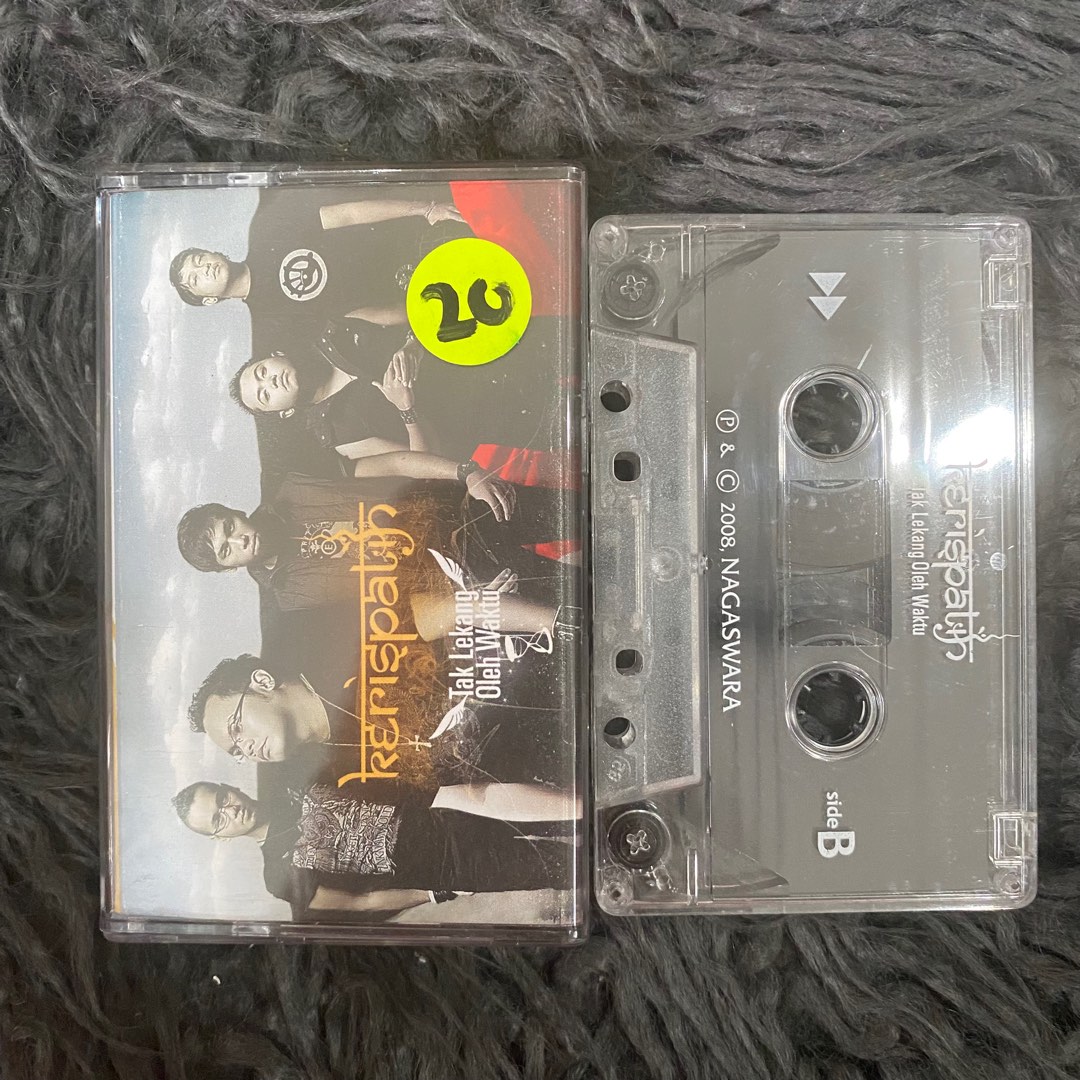 20
kerispatih
Tak Lekang
Oleh Waktu
℗ & © 2008, NAGASWARA
kerispatih
Tak Lekang Oleh Waktu
side B